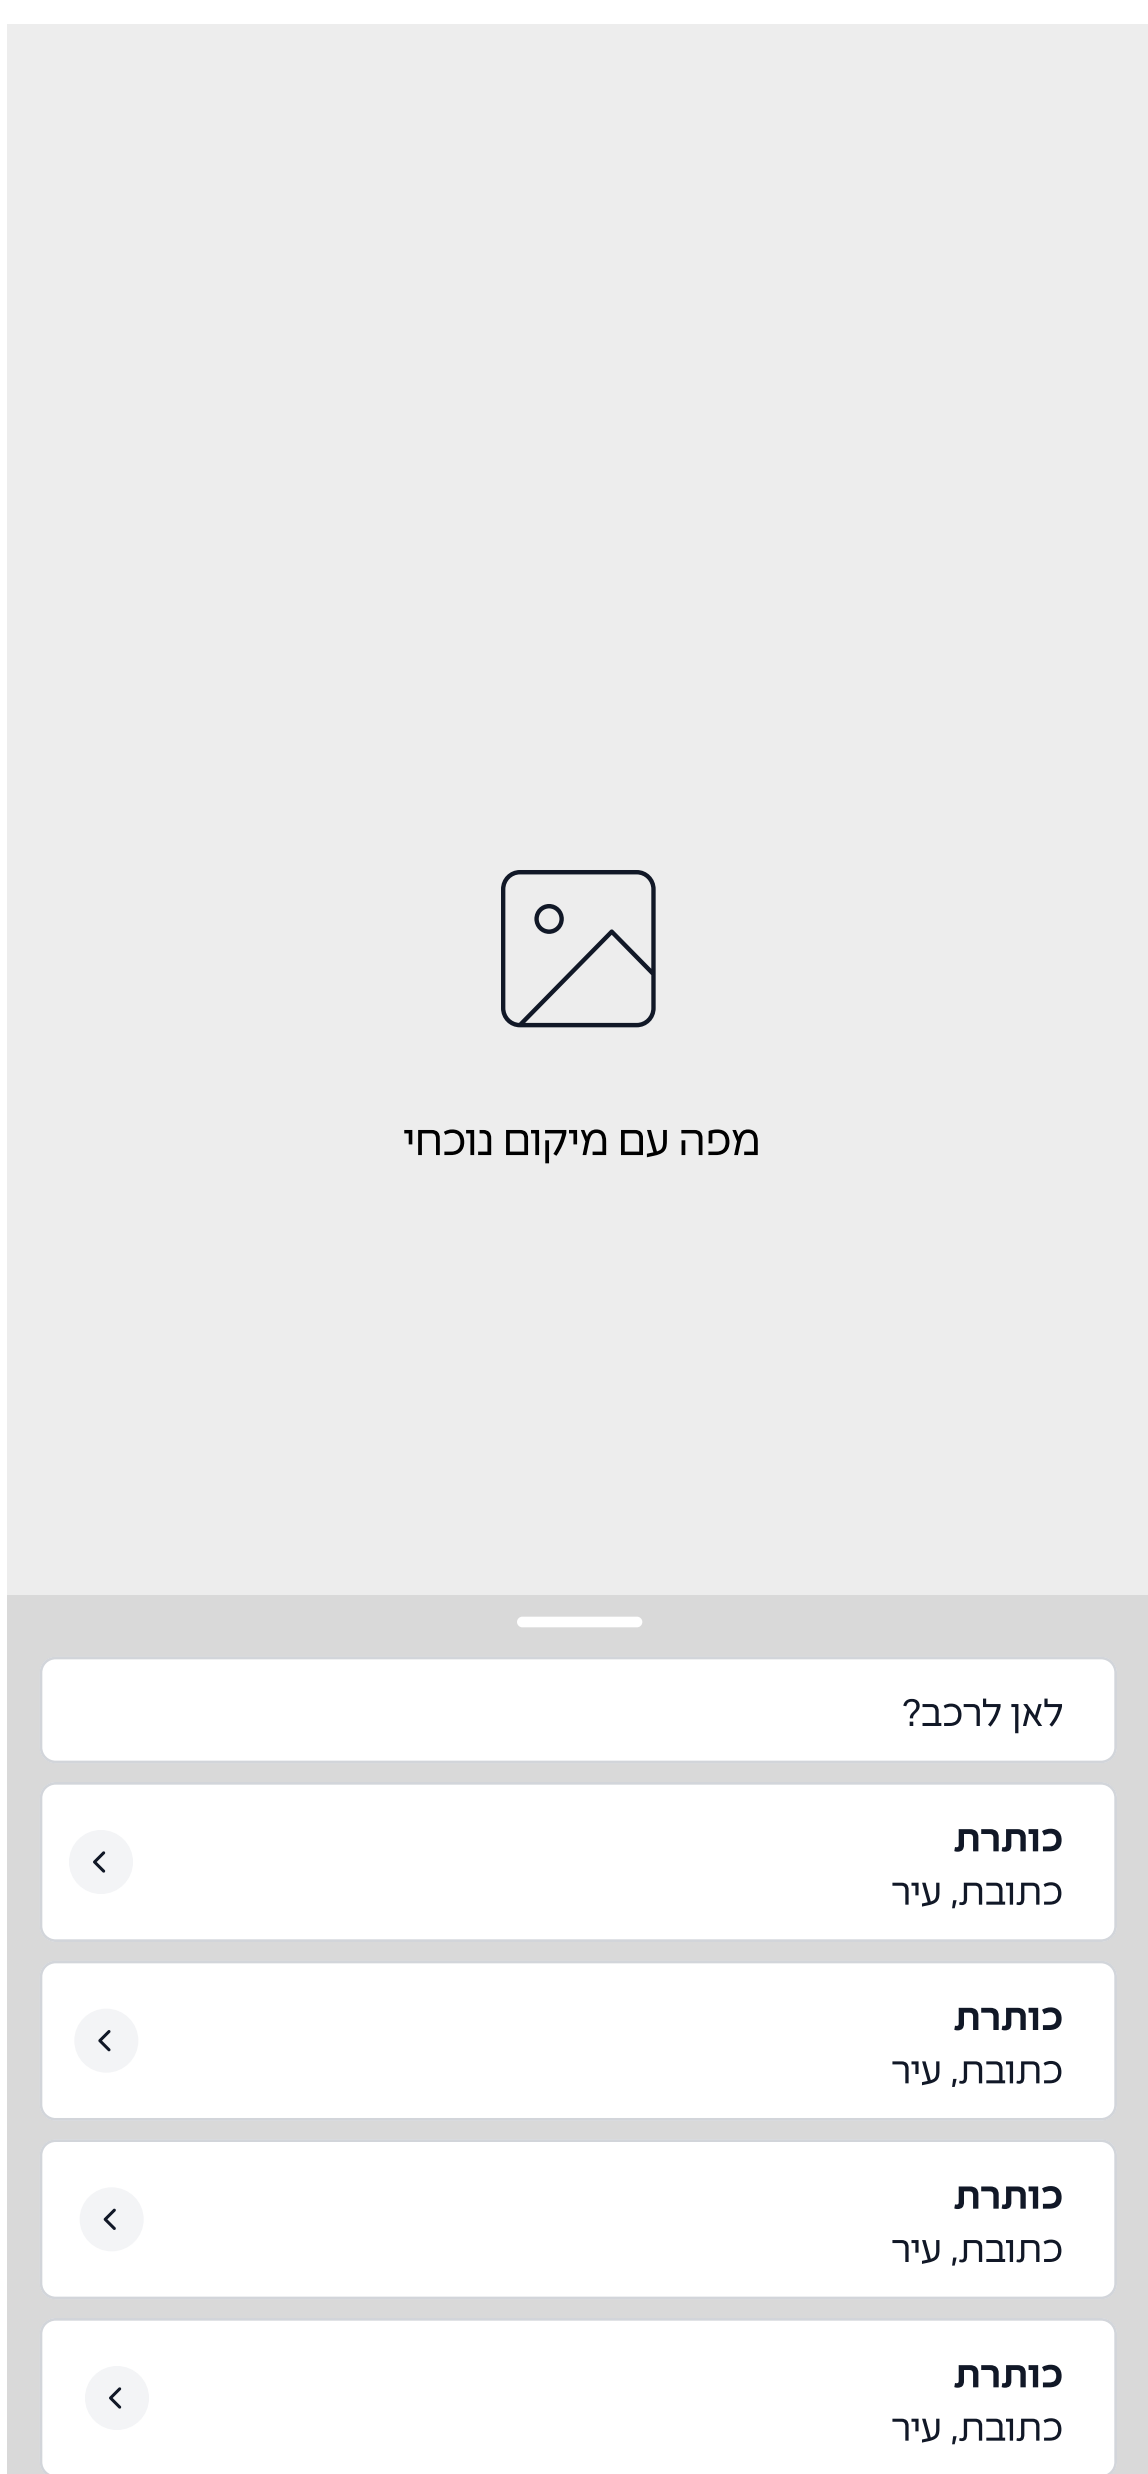 מפה עם מיקום נוכחי
לאן לרכב?
כותרת
כתובת, עיר
כותרת
כתובת, עיר
כותרת
כתובת, עיר
כותרת
כתובת, עיר